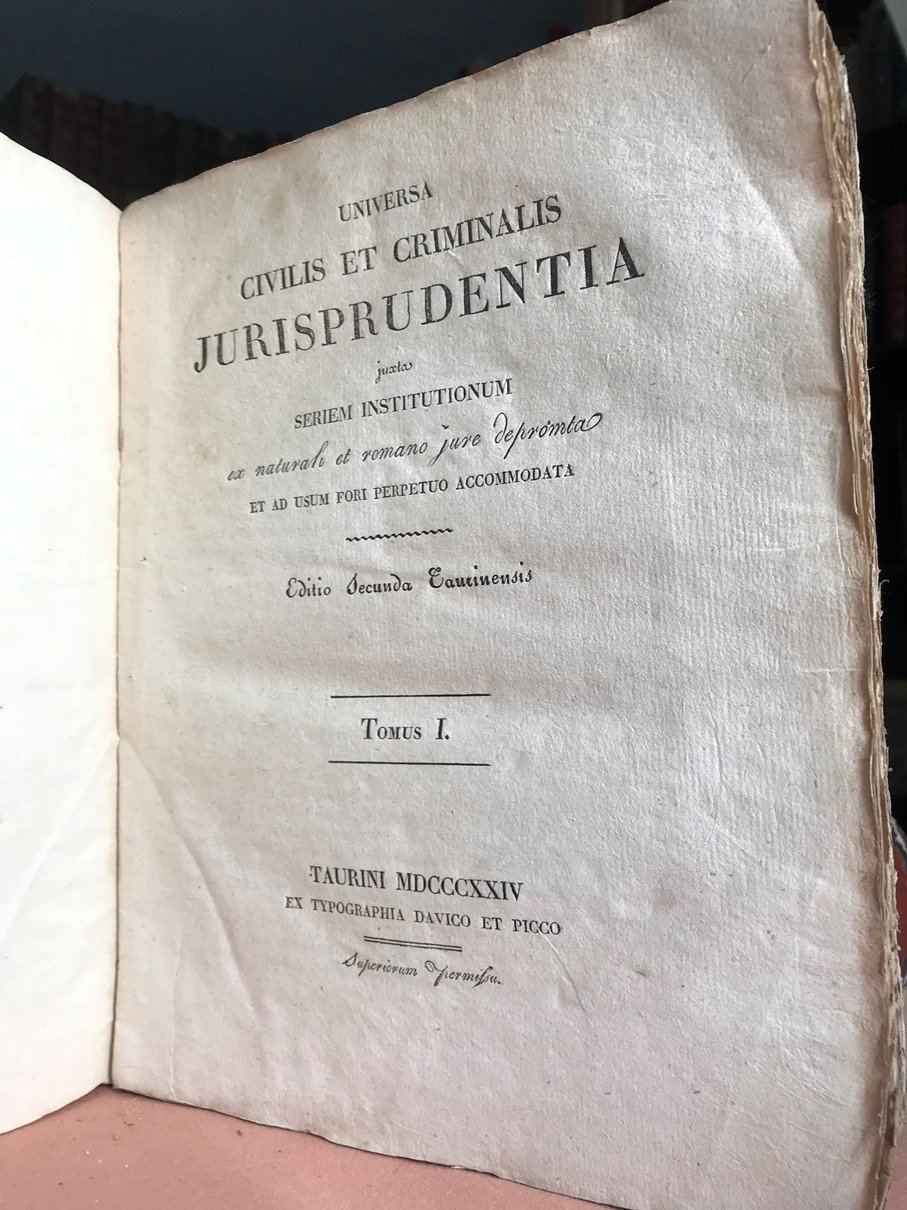 UNIVERSA
CIVILIS ET CRIMINALIS
JURISPRUDENTIA
juxta
SERIEM INSTITUTIONUM
ex naturali et romano jure depromta
ET AD USUM FORI PERPETUO ACCOMMODATA
Editio Secunda Taurinensis
TOMUS I.
TAURINI MDCCCXXIV
EX TYPOGRAPHIA DAVICO ET PICCO
Superiorum permissu.